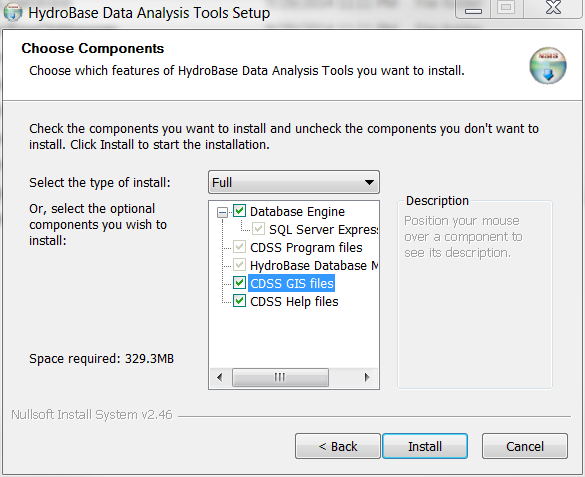 HydroBase Data Analysis Tools Setup
Choose Components
Choose which features of HydroBase Data Analysis Tools you want to install.
Check the components you want to install and uncheck the components you don't want to
install. Click Install to start the installation.
Select the type of install:
Full
Or, select the optional
components you wish to
install:
Database Engine
SQL Server Express
CDSS Program files
HydroBase Database M
CDSS GIS files
CDSS Help files
Description
Position your mouse
over a component to
see its description.
Space required: 329.3MB
Nullsoft Install System v2.46
< Back
Install
Cancel